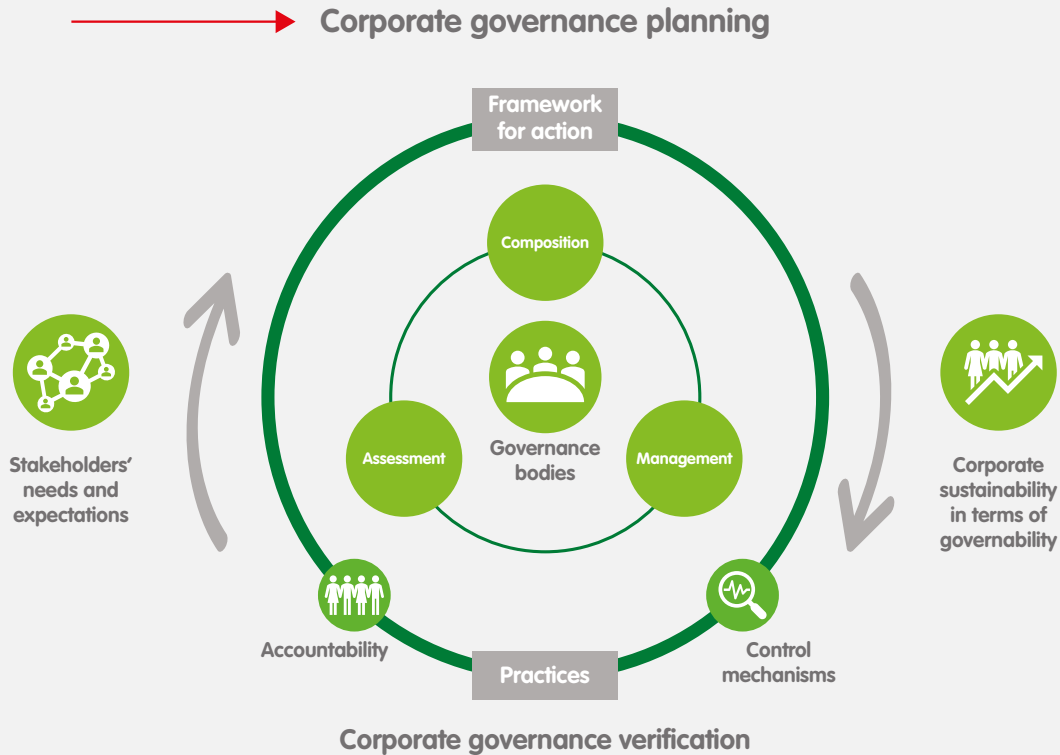 Corporate governance planning
Framework
for action
Composition
Assessment
Governance
bodies
Management
Stakeholders'
needs and
expectations
Corporate
sustainability
in terms of
governability
Accountability
Practices
Control
mechanisms
Corporate governance verification